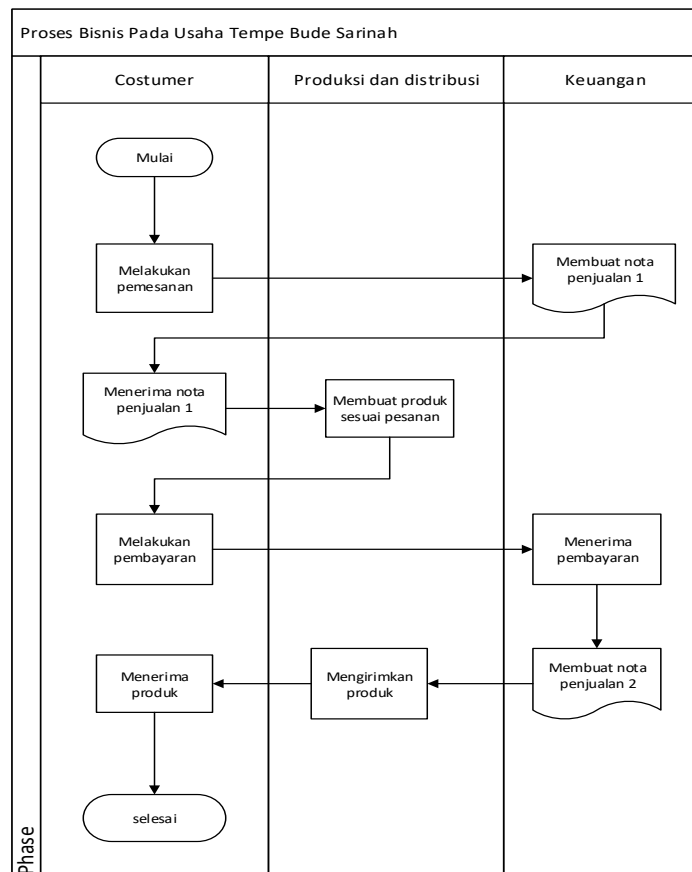 Proses Bisnis Pada Usaha Tempe Bude Sarinah
Costumer
Produksi dan distribusi
Keuangan
Mulai
Melakukan
pemesanan
Membuat nota
penjualan 1
Menerima nota
penjualan 1
Membuat produk
sesuai pesanan
Melakukan
pembayaran
Menerima
pembayaran
Menerima
produk
Mengirimkan
produk
Membuat nota
penjualan 2
selesai
Phase